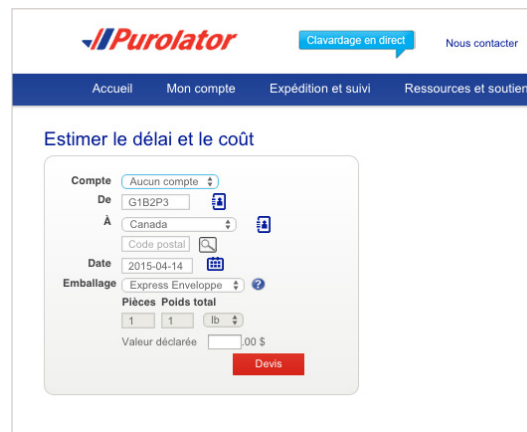 Purolator
Clavardage en direct
Nous contacter
Accueil Mon compte Expédition et suivi Ressources et soutien
Estimer le délai et le coût
Compte Aucun compte
De G1B2P3
À Canada
Code postal
Date 2015-04-14
Emballage Express Enveloppe ?
Pièces Poids total
1 1 lb
Valeur déclarée .00 $
Devis